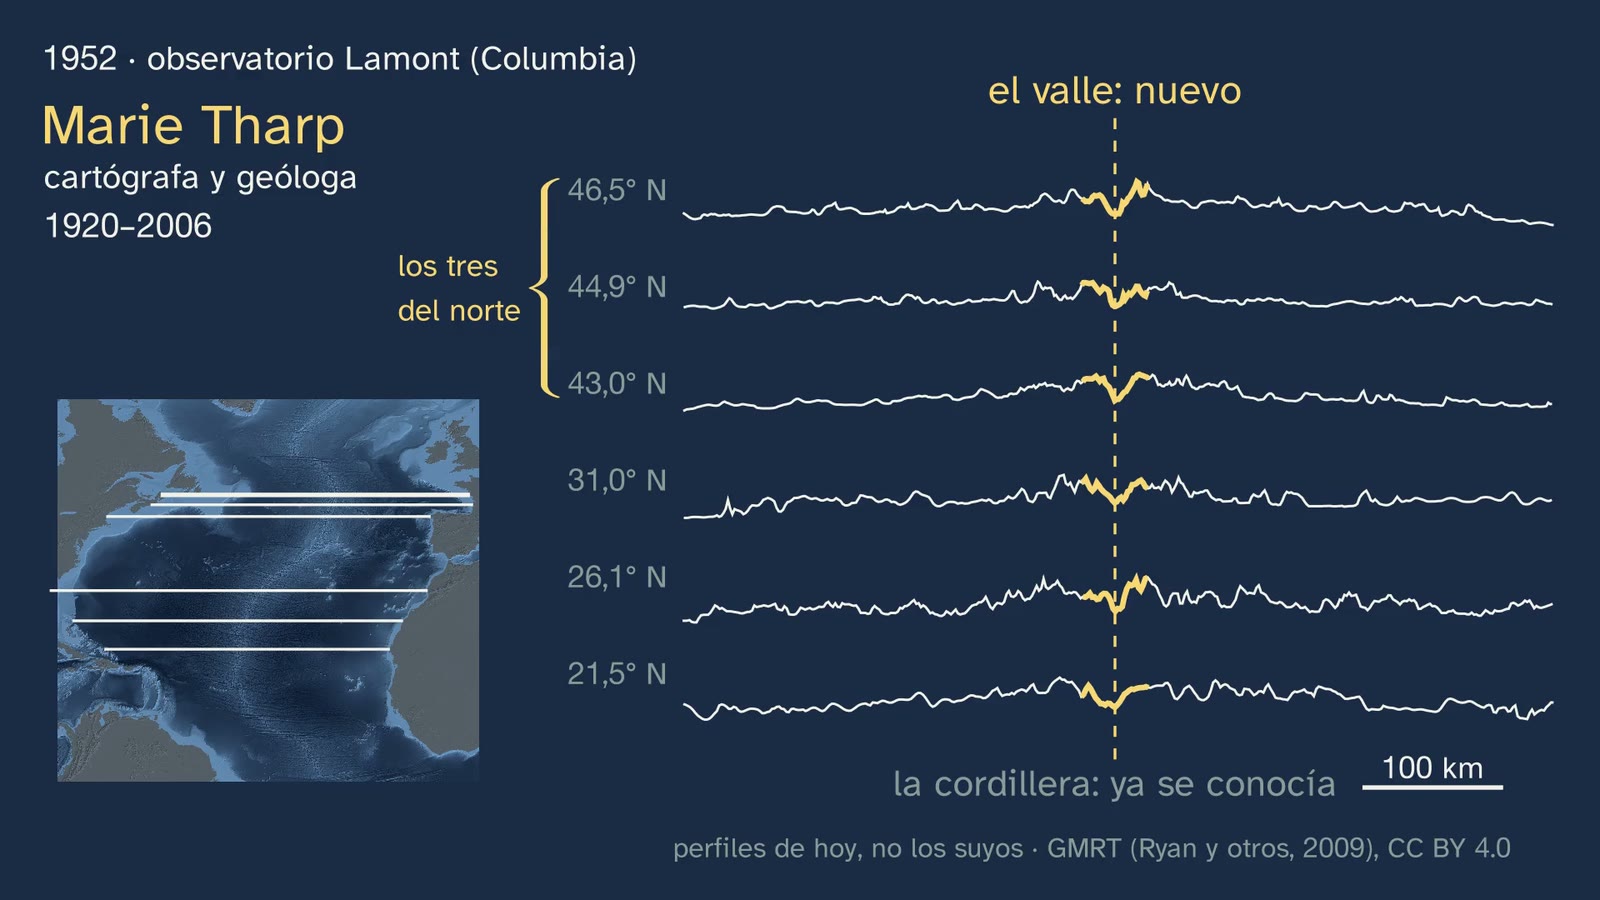 1952 · observatorio Lamont (Columbia)
Marie Tharp
cartógrafa y geóloga
1920–2006
el valle: nuevo
los tres
del norte
46,5° N
44,9° N
43,0° N
31,0° N
26,1° N
21,5° N
la cordillera: ya se conocía
100 km
perfiles de hoy, no los suyos · GMRT (Ryan y otros, 2009), CC BY 4.0